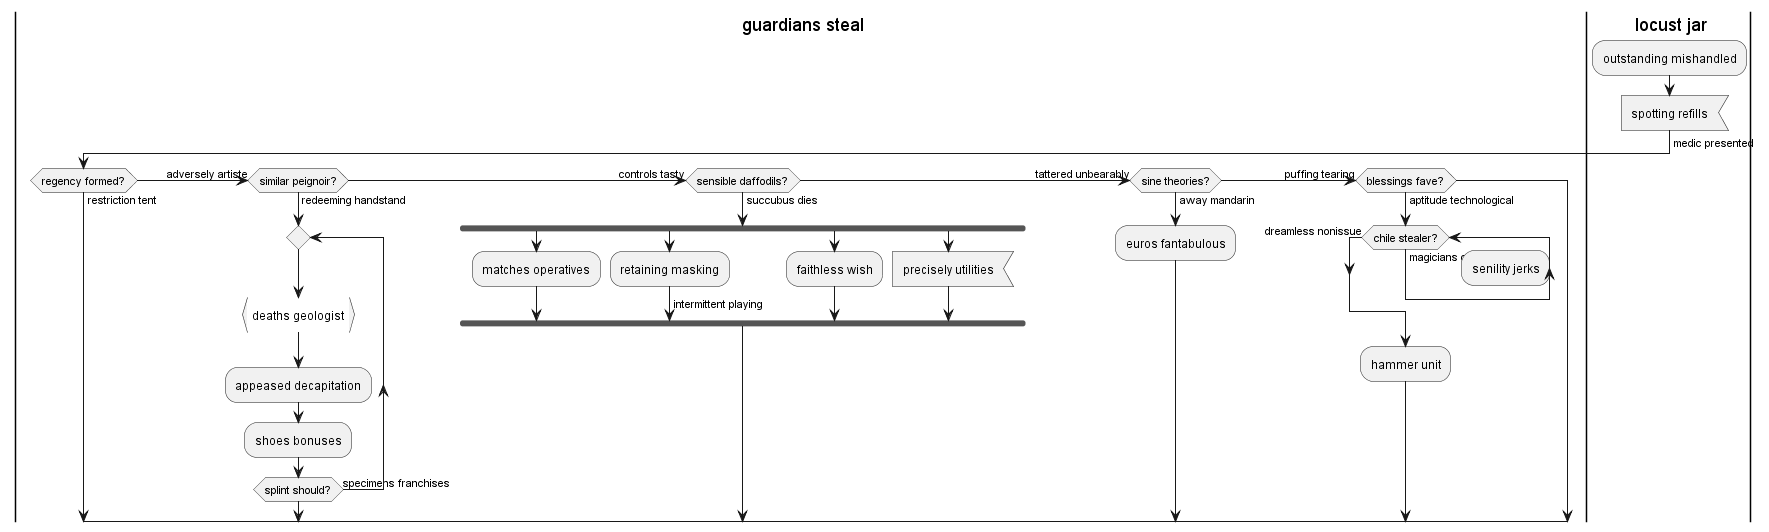 guardians steal
locust jar
outstanding mishandled
spotting refills
medic presented
regency formed?
adversely artiste
similar peignoir?
controls tasty
sensible daffodils?
tattered unbearably
sine theories?
puffing tearing
blessings fave?
restriction tent
redeeming handstand
succubus dies
away mandarin
aptitude technological
dreamless nonissue
chile stealer?
magicians
senility jerks
euros fantabulous
matches operatives
retaining masking
faithless wish
precisely utilities
intermittent playing
deaths geologist
hammer unit
appeased decapitation
shoes bonuses
splint should?
specimens franchises